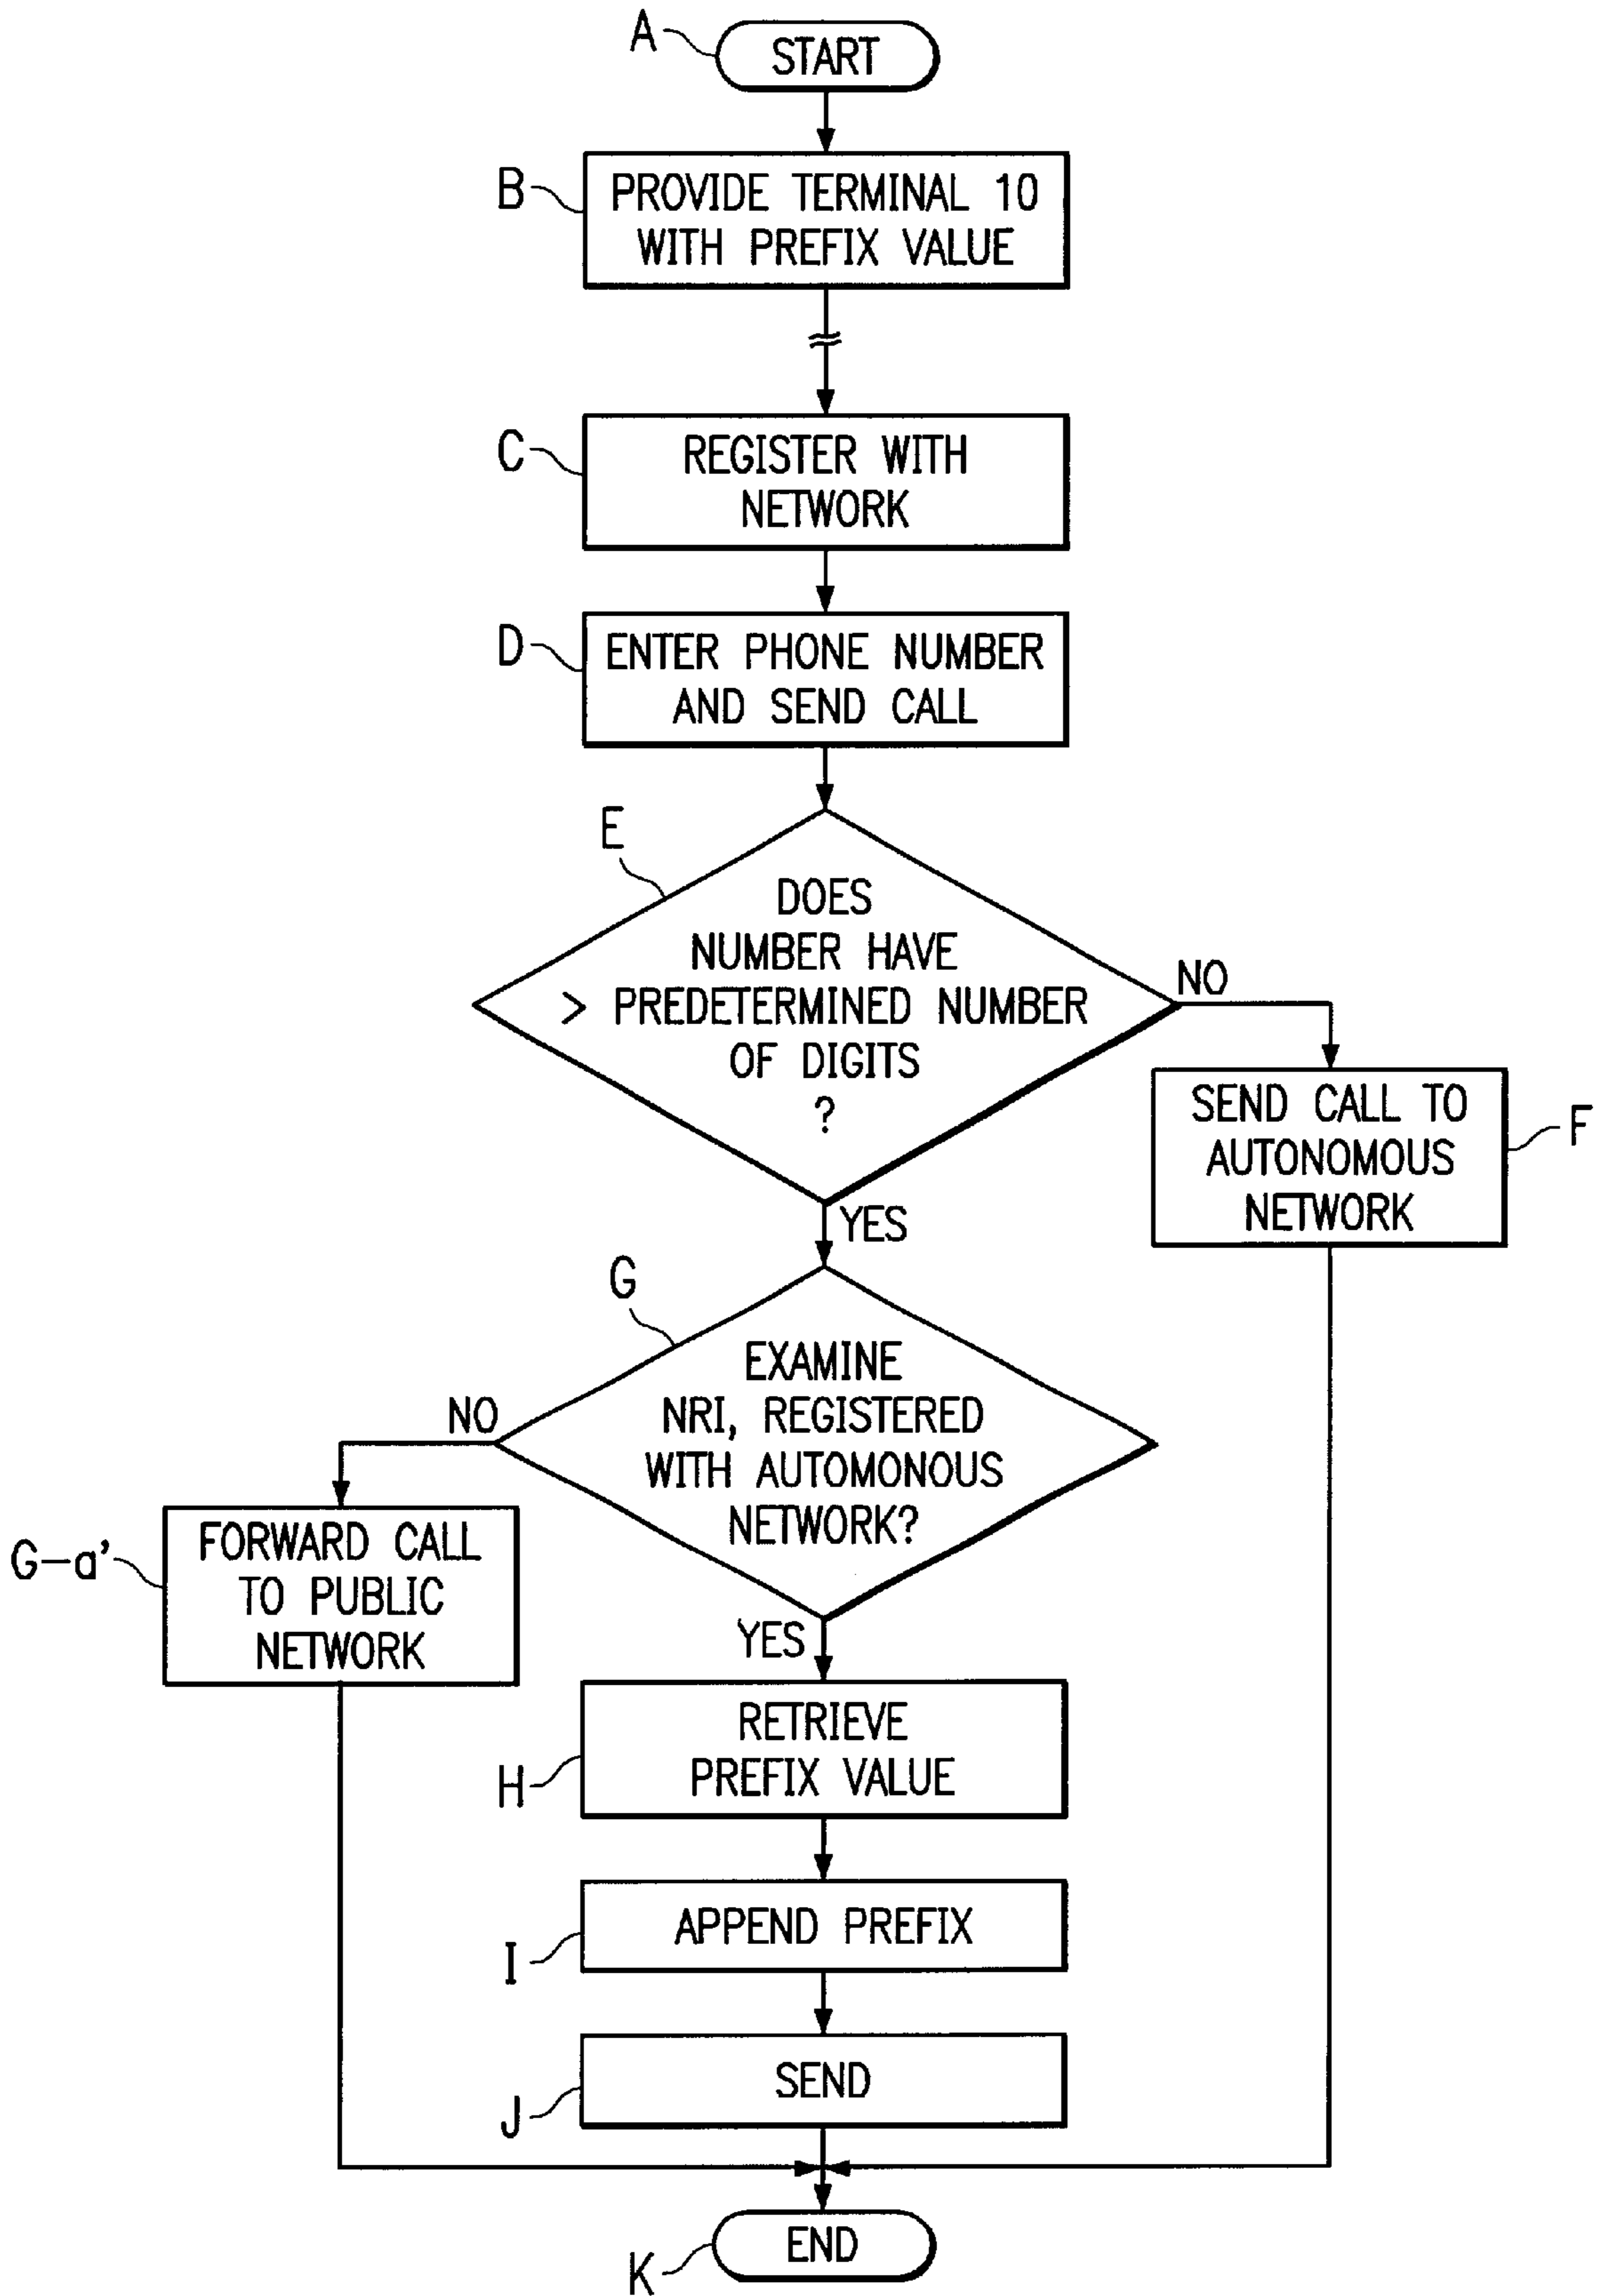 A
START
B
PROVIDE TERMINAL 10
WITH PREFIX VALUE
C
REGISTER WITH
NETWORK
D
ENTER PHONE NUMBER
AND SEND CALL
E
DOES
NUMBER HAVE
> PREDETERMINED NUMBER
OF DIGITS
?
NO
SEND CALL TO
AUTONOMOUS
NETWORK
F
YES
G
EXAMINE
NRI, REGISTERED
WITH AUTOMONOUS
NETWORK?
NO
G-a'
FORWARD CALL
TO PUBLIC
NETWORK
YES
H
RETRIEVE
PREFIX VALUE
I
APPEND PREFIX
J
SEND
K
END